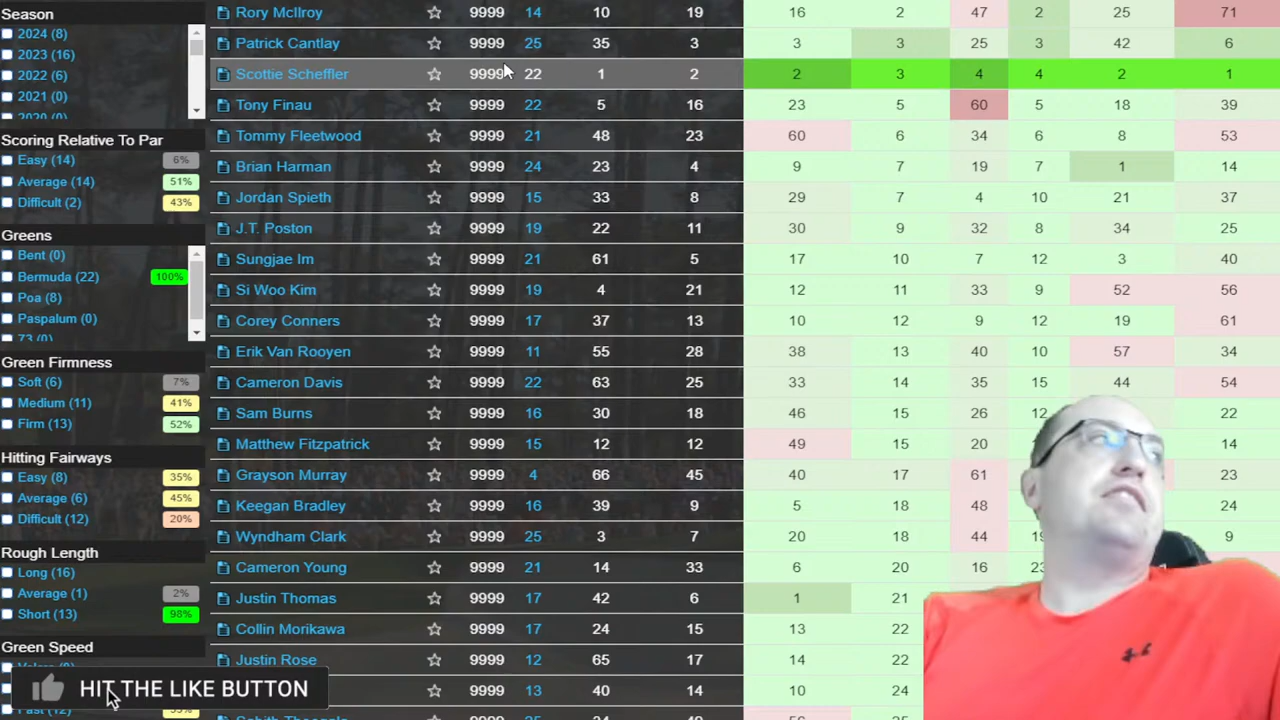 Season
2024 (8)
2023 (16)
2022 (6)
2021 (0)
2020 (0)
Scoring Relative To Par
Easy (14) 6%
Average (14) 51%
Difficult (2) 43%
Greens
Bent (0)
Bermuda (22) 100%
Poa (8)
Paspalum (0)
Green Firmness
Soft (6) 7%
Medium (11) 41%
Firm (13) 52%
Hitting Fairways
Easy (8) 35%
Average (6) 45%
Difficult (12) 20%
Rough Length
Long (16)
Average (1) 2%
Short (13) 98%
Green Speed
Fast (12)
HIT THE LIKE BUTTON
Rory McIlroy 9999 14 10 19 16 2 47 2 25 71
Patrick Cantlay 9999 25 35 3 3 3 25 3 42 6
Scottie Scheffler 9999 22 1 2 2 3 4 4 2 1
Tony Finau 9999 22 5 16 23 5 60 5 18 39
Tommy Fleetwood 9999 21 48 23 60 6 34 6 8 53
Brian Harman 9999 24 23 4 9 7 19 7 1 14
Jordan Spieth 9999 15 33 8 29 7 4 10 21 37
J.T. Poston 9999 19 22 11 30 9 32 8 34 25
Sungjae Im 9999 21 61 5 17 10 7 12 3 40
Si Woo Kim 9999 19 4 21 12 11 33 9 52 56
Corey Conners 9999 17 37 13 10 12 9 12 19 61
Erik Van Rooyen 9999 11 55 28 38 13 40 10 57 34
Cameron Davis 9999 22 63 25 33 14 35 15 44 54
Sam Burns 9999 16 30 18 46 15 26 12 22
Matthew Fitzpatrick 9999 15 12 12 49 15 20 14
Grayson Murray 9999 4 66 45 40 17 61 23
Keegan Bradley 9999 16 39 9 5 18 48 24
Wyndham Clark 9999 25 3 7 20 18 44 9
Cameron Young 9999 21 14 33 6 20 16
Justin Thomas 9999 17 42 6 1 21
Collin Morikawa 9999 17 24 15 13 22
Justin Rose 9999 12 65 17 14 22
9999 13 40 14 10 24